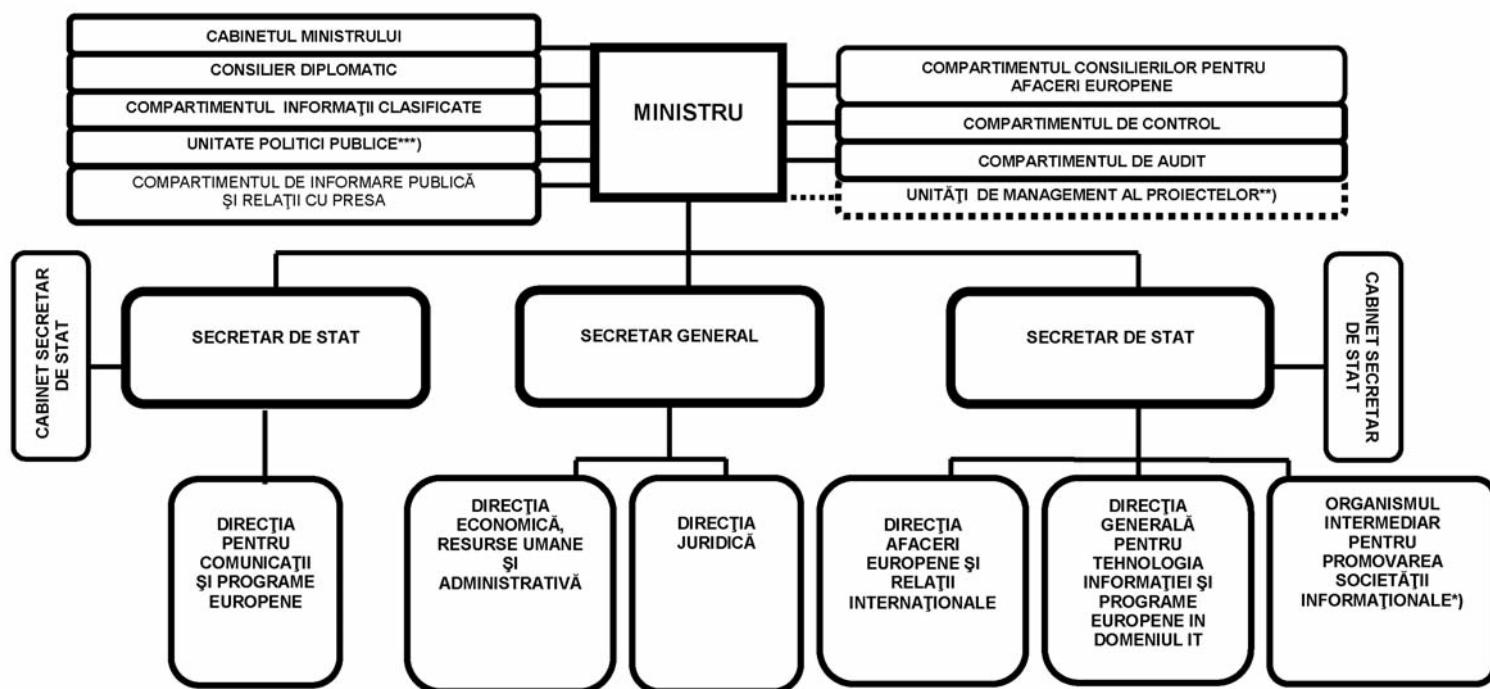 CABINETUL MINISTRULUI
CONSILIER DIPLOMATIC
COMPARTIMENTUL INFORMAŢII CLASIFICATE
UNITATE POLITICI PUBLICE***)
COMPARTIMENTUL DE INFORMARE PUBLICĂ
ŞI RELAŢII CU PRESA
MINISTRU
COMPARTIMENTUL CONSILIERILOR PENTRU
AFACERI EUROPENE
COMPARTIMENTUL DE CONTROL
COMPARTIMENTUL DE AUDIT
UNITĂŢI DE MANAGEMENT AL PROIECTELOR**)
CABINET SECRETAR
DE STAT
SECRETAR DE STAT
SECRETAR GENERAL
SECRETAR DE STAT
CABINET SECRETAR
DE STAT
DIRECŢIA
PENTRU
COMUNICAŢII
ŞI PROGRAME
EUROPENE
DIRECŢIA
ECONOMICĂ,
RESURSE UMANE
ŞI
ADMINISTRATIVĂ
DIRECŢIA
JURIDICĂ
DIRECŢIA
AFACERI
EUROPENE ŞI
RELAŢII
INTERNAŢIONALE
DIRECŢIA
GENERALĂ
PENTRU
TEHNOLOGIA
INFORMAŢIEI ŞI
PROGRAME
EUROPENE IN
DOMENIUL IT
ORGANISMUL
INTERMEDIAR
PENTRU
PROMOVAREA
SOCIETĂŢII
INFORMAŢIONALE*)